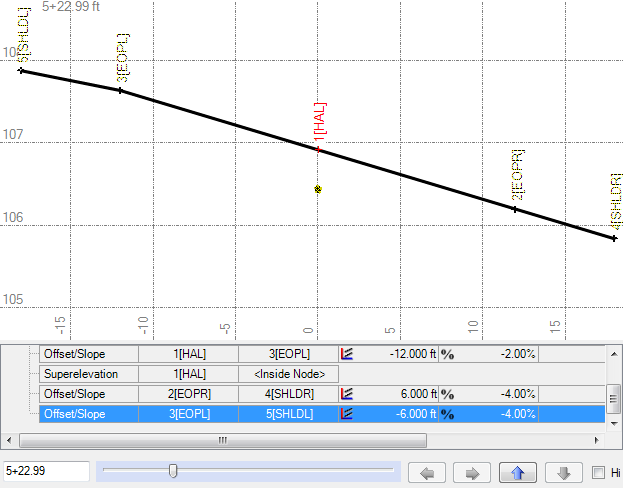 5+22.99 ft
5[SHLDL]
3[EOPL]
1[HAL]
2[EOPR]
4[SHLDR]
107
106
105
-15 -10 -5 0 5 10 15
Offset/Slope 1[HAL] 3[EOPL] -12.000 ft % -2.00%
Superelevation 1[HAL] <Inside Node>
Offset/Slope 2[EOPR] 4[SHLDR] 6.000 ft % -4.00%
Offset/Slope 3[EOPL] 5[SHLDL] -6.000 ft % -4.00%
5+22.99 Hi